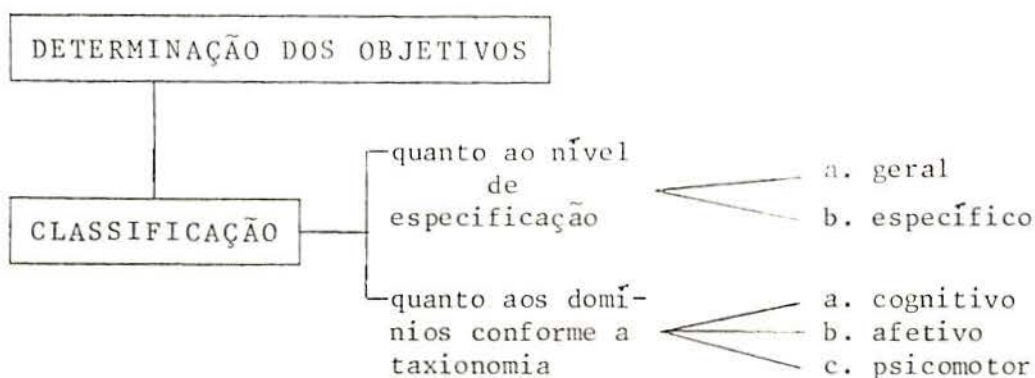 DETERMINAÇÃO DOS OBJETIVOS
quanto ao nível
de
especificação
a. geral
b. específico
CLASSIFICAÇÃO
quanto aos domí-
nios conforme a
taxionomia
a. cognitivo
b. afetivo
c. psicomotor